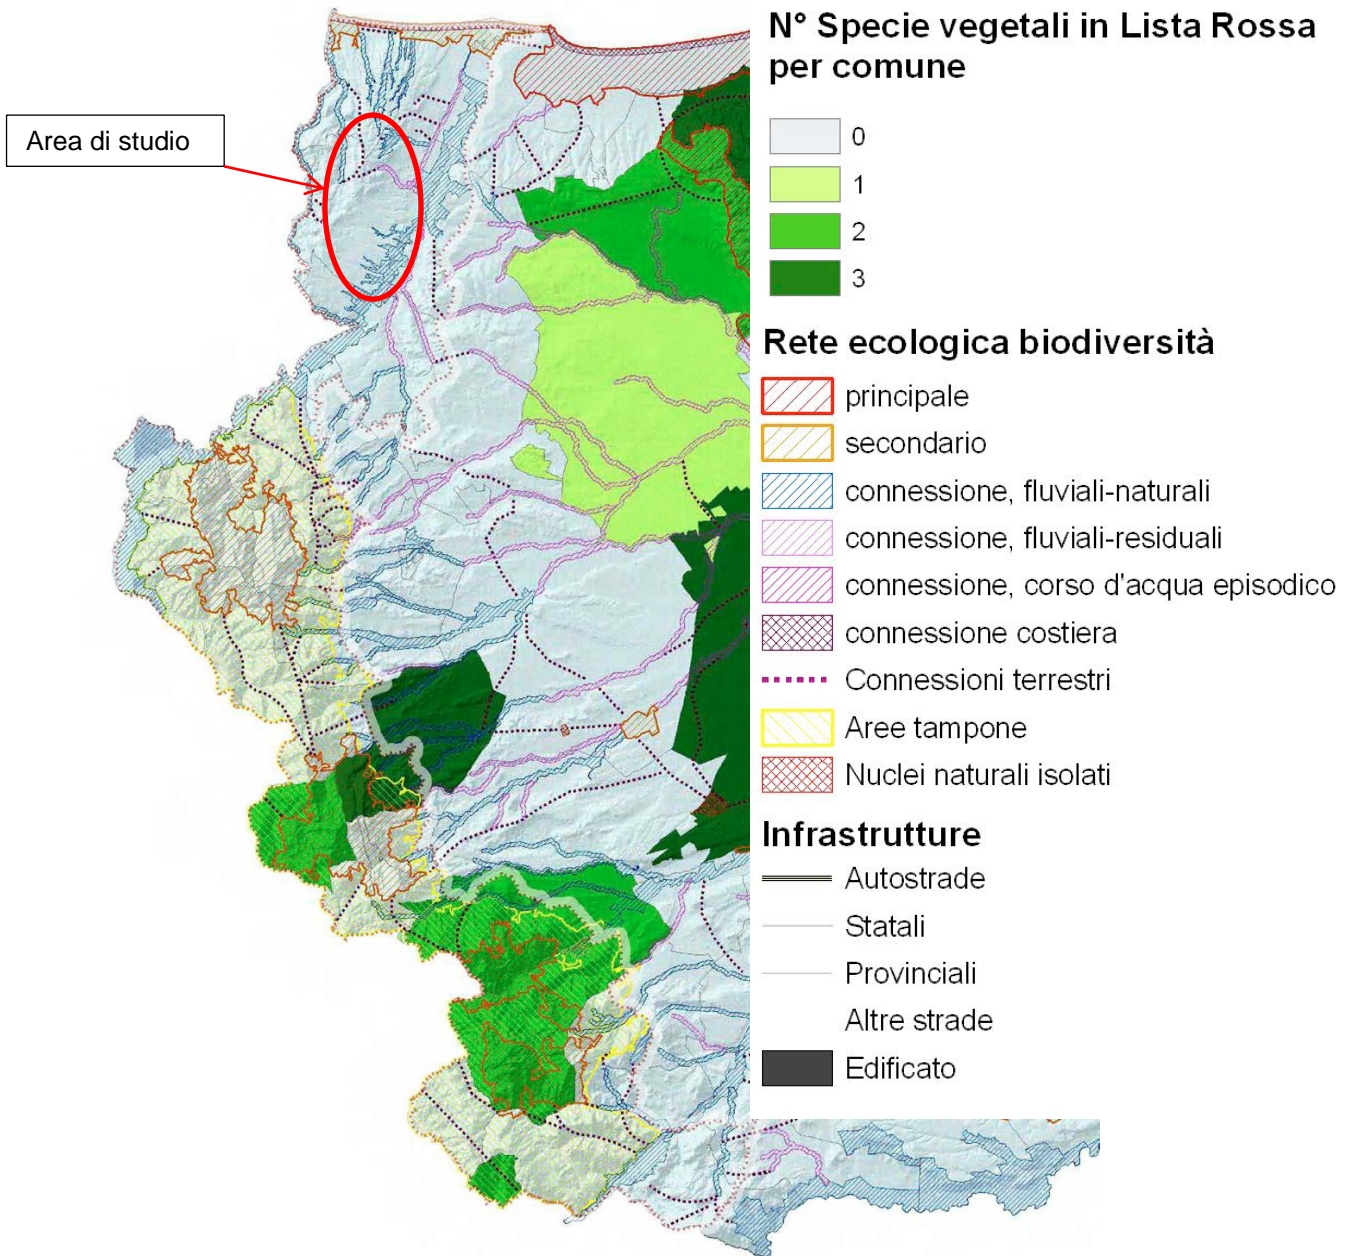 Area di studio
N° Specie vegetali in Lista Rossa
per comune
0
1
2
3
Rete ecologica biodiversità
principale
secondario
connessione, fluviali-naturali
connessione, fluviali-residuali
connessione, corso d'acqua episodico
connessione costiera
Connessioni terrestri
Aree tampone
Nuclei naturali isolati
Infrastrutture
Autostrade
Statali
Provinciali
Altre strade
Edificato